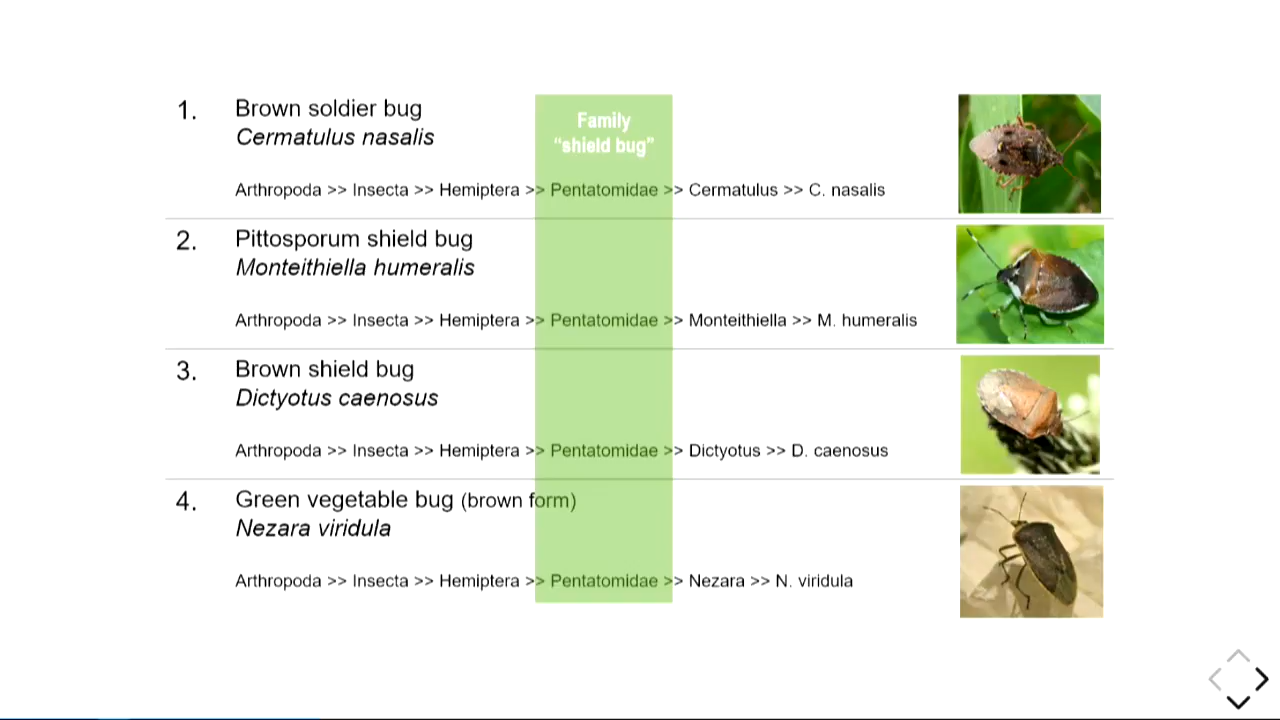 1. Brown soldier bug
Cermatulus nasalis
Family
“shield bug”
Arthropoda >> Insecta >> Hemiptera >> Pentatomidae >> Cermatulus >> C. nasalis
2. Pittosporum shield bug
Monteithiella humeralis
Arthropoda >> Insecta >> Hemiptera >> Pentatomidae >> Monteithiella >> M. humeralis
3. Brown shield bug
Dictyotus caenosus
Arthropoda >> Insecta >> Hemiptera >> Pentatomidae >> Dictyotus >> D. caenosus
4. Green vegetable bug (brown form)
Nezara viridula
Arthropoda >> Insecta >> Hemiptera >> Pentatomidae >> Nezara >> N. viridula